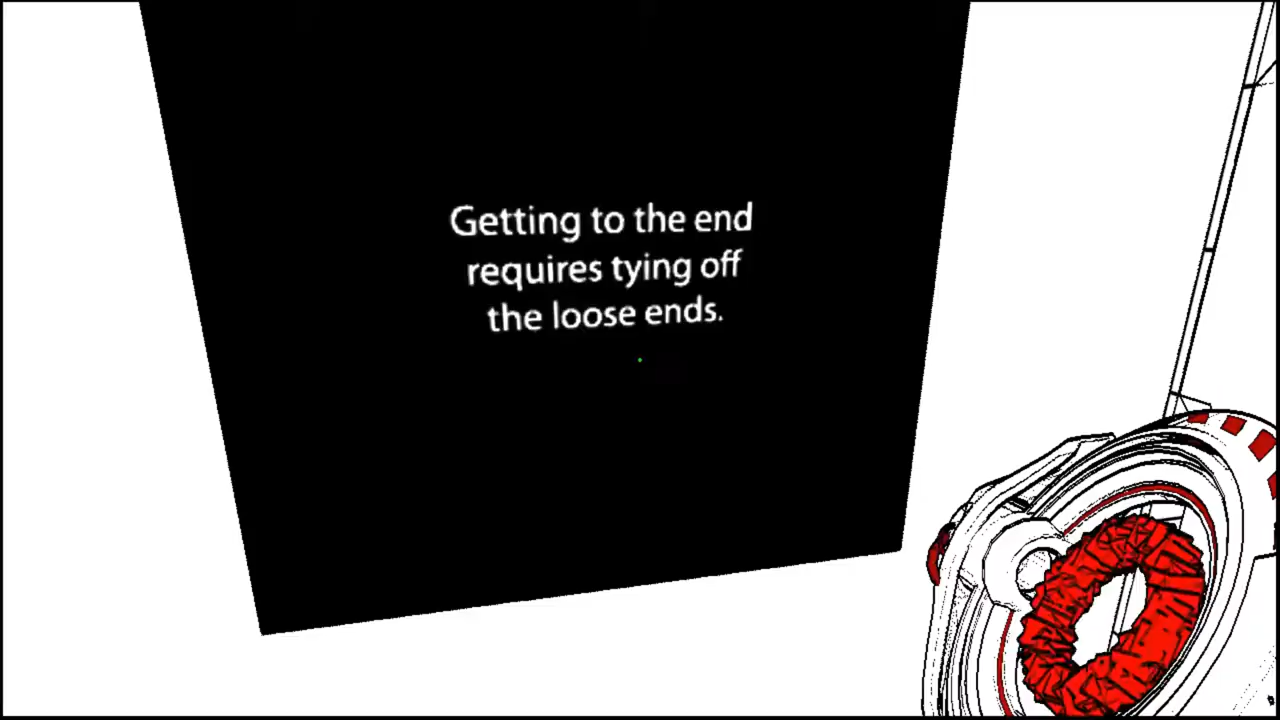 Getting to the end
requires tying off
the loose ends.